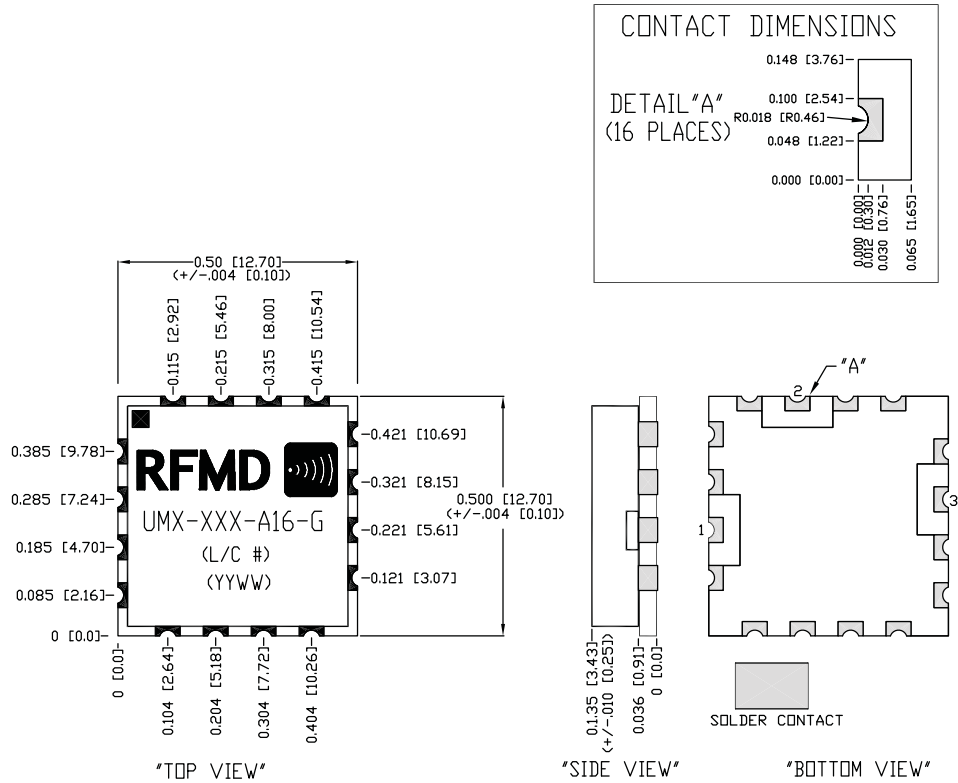 CONTACT DIMENSIONS
0.148 [3.76]
DETAIL"A"
(16 PLACES)
0.100 [2.54]
R0.018 [R0.46]
0.048 [1.22]
0.000 [0.00]
0.000 [0.00]
0.012 [0.30]
0.030 [0.76]
0.065 [1.65]
0.50 [12.70]
(+/-.004 [0.10])
0.115 [2.92]
0.215 [5.46]
0.315 [8.00]
0.415 [10.54]
0.385 [9.78]
0.285 [7.24]
0.185 [4.70]
0.085 [2.16]
0 [0.0]
RFMD
UMX-XXX-A16-G
(L/C #)
(YYWW)
0.421 [10.69]
0.321 [8.15]
0.221 [5.61]
0.121 [3.07]
0.500 [12.70]
(+/-.004 [0.10])
0 [0.0]
0.104 [2.64]
0.204 [5.18]
0.304 [7.72]
0.404 [10.26]
"TOP VIEW"
0.1.35 [3.43]
(+/-.010 [0.25])
0.036 [0.91]
0 [0.0]
"SIDE VIEW"
"A"
2
1
3
SOLDER CONTACT
"BOTTOM VIEW"